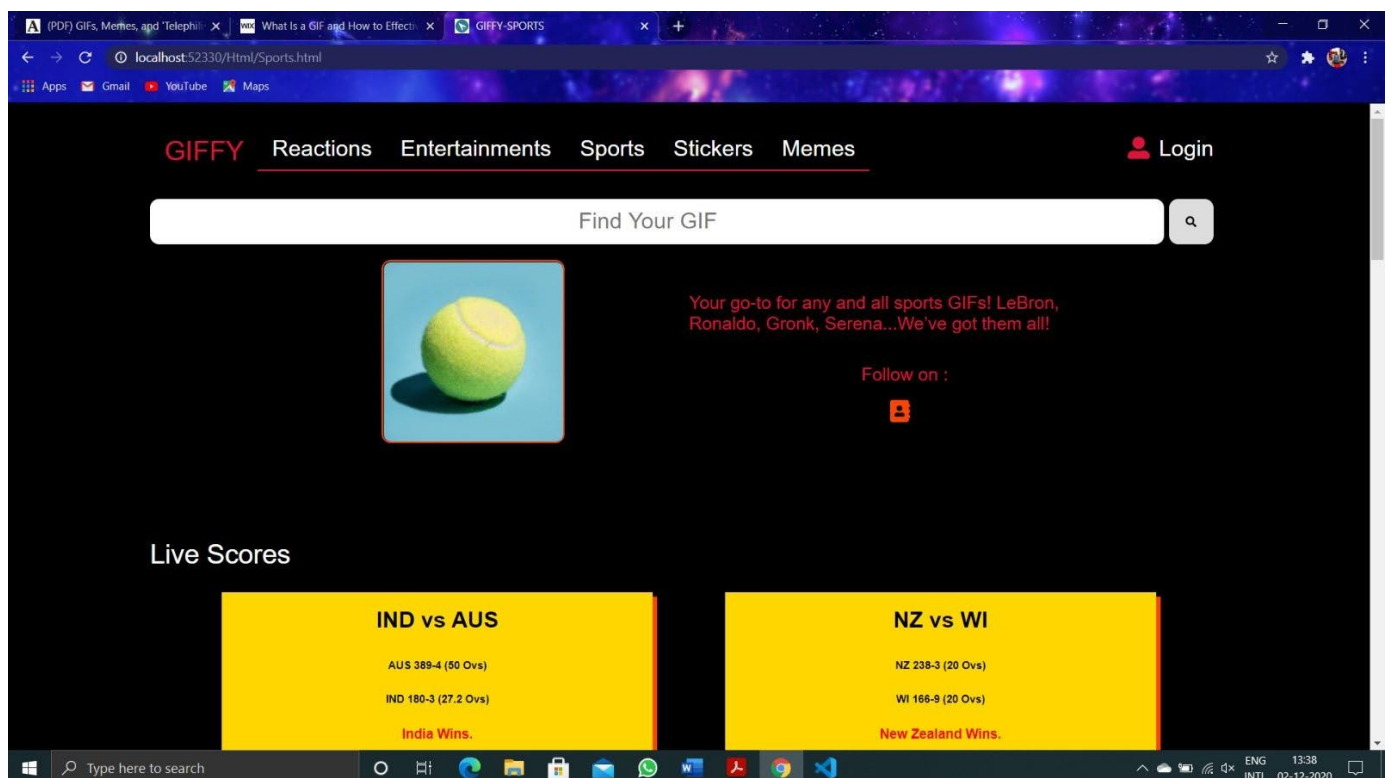 (PDF) GIFs, Memes, and 'Telephili
What Is a GIF and How to Effectiv
GIFFY-SPORTS
localhost:52330/Html/Sports.html
Apps Gmail YouTube Maps
GIFFY Reactions Entertainments Sports Stickers Memes Login
Find Your GIF
Your go-to for any and all sports GIFs! LeBron,
Ronaldo, Gronk, Serena...We've got them all!
Follow on :
Live Scores
IND vs AUS
AUS 389-4 (50 Ovs)
IND 180-3 (27.2 Ovs)
India Wins.
NZ vs WI
NZ 238-3 (20 Ovs)
WI 166-9 (20 Ovs)
New Zealand Wins.
Type here to search
ENG
INTL
13:38
02-12-2020